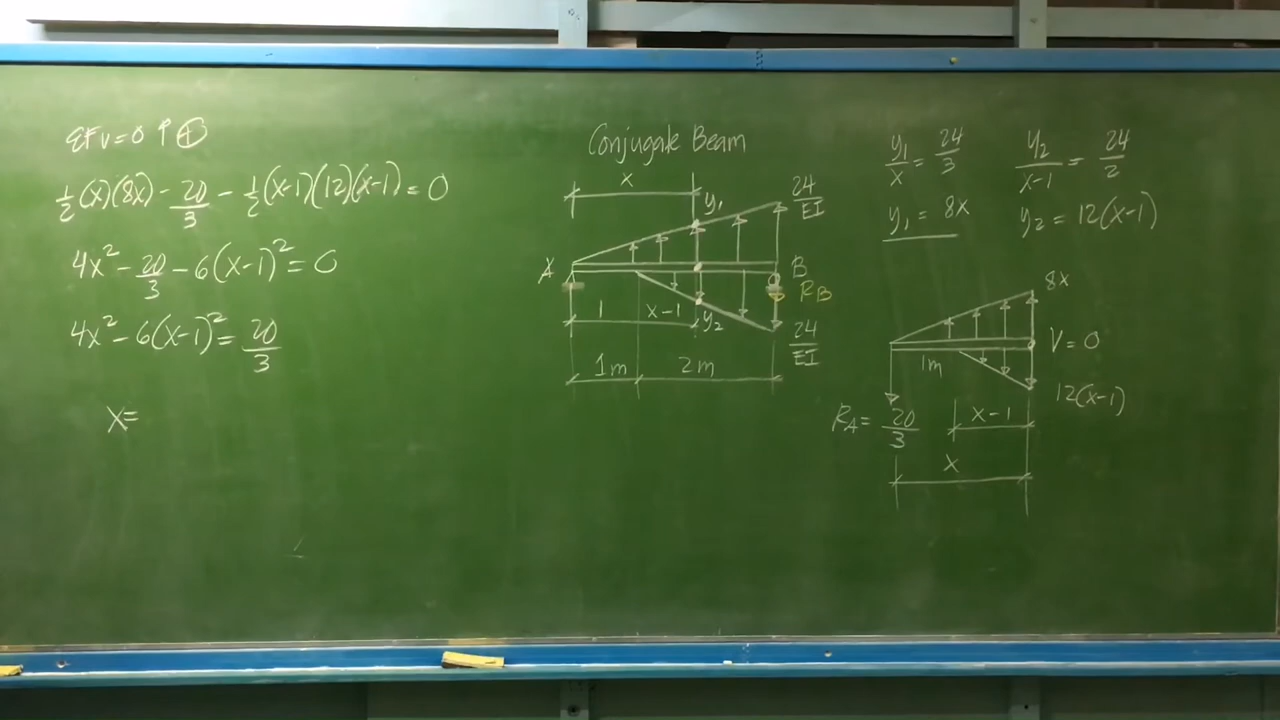 ΣFv=0 ↑ ⊕
1/2(x)(8x) - 20/3 - 1/2(x-1)(12)(x-1) = 0
4x² - 20/3 - 6(x-1)² = 0
4x² - 6(x-1)² = 20/3
x=
Conjugate Beam
x
y₁
24/EI
A
B
R_B
1
x-1
y₂
24/EI
1m
2m
y₁/x = 24/3
y₂/x-1 = 24/2
y₁ = 8x
y₂ = 12(x-1)
8x
V=0
1m
12(x-1)
R_A = 20/3
x-1
x